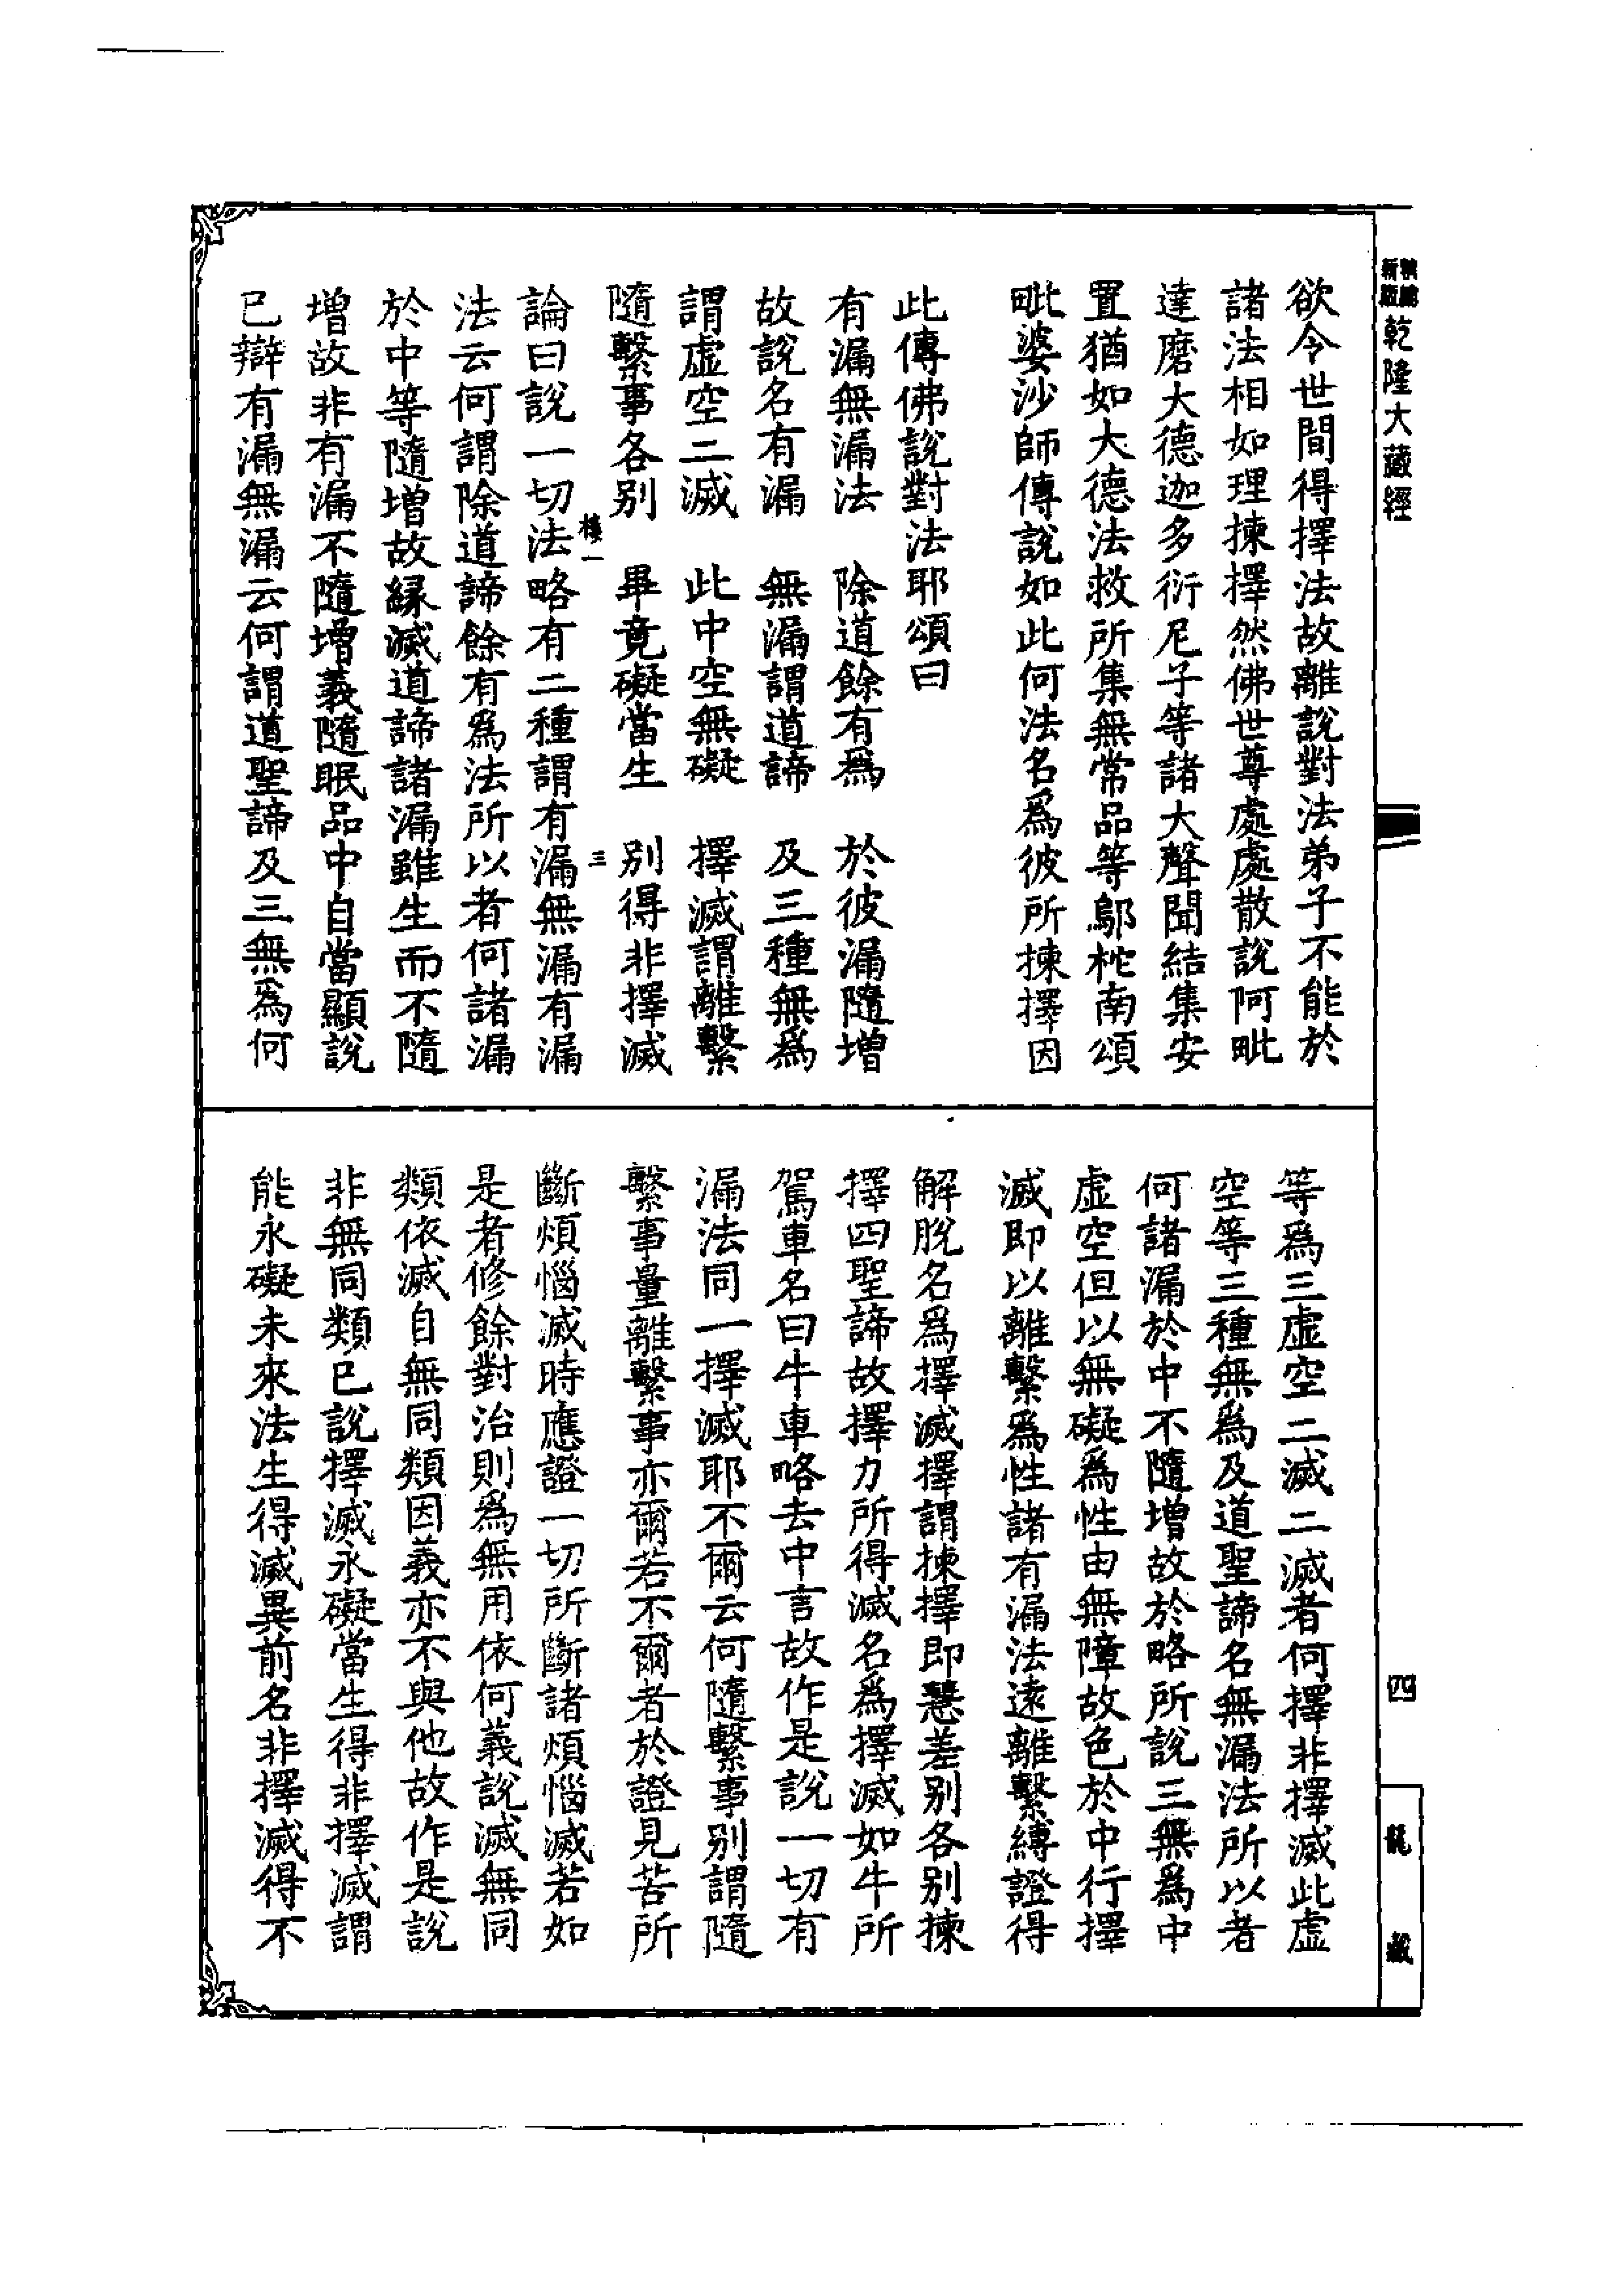 新纂縮版
乾隆大藏經
四
龍藏
欲令世間得擇法故離說對法弟子不能於
諸法相如理揀擇然佛世尊處處散說阿毗
達磨大德迦多衍尼子等諸大聲聞結集安
置猶如大德法救所集無常品等鄔柁南頌
毗婆沙師傳說如此何法名爲彼所揀擇因
此傳佛說對法耶頌曰
有漏無漏法　除道餘有爲　於彼漏隨增
故說名有漏　無漏謂道諦　及三種無爲
謂虛空二滅　此中空無礙　擇滅謂離繫
隨繫事各別　畢竟礙當生　別得非擇滅
樓一　三
論曰說一切法略有二種謂有漏無漏有漏
法云何謂除道諦餘有爲法所以者何諸漏
於中等隨增故緣滅道諦諸漏雖生而不隨
增故非有漏不隨增義隨眠品中自當顯說
已辯有漏無漏云何謂道聖諦及三無爲何
等爲三虛空二滅二滅者何擇非擇滅此虛
空等三種無爲及道聖諦名無漏法所以者
何諸漏於中不隨增故於略所說三無爲中
虛空但以無礙爲性由無障故色於中行擇
滅即以離繫爲性諸有漏法遠離繫縛證得
解脫名爲擇滅擇謂揀擇即慧差別各別揀
擇四聖諦故擇力所得滅名爲擇滅如牛所
駕車名曰牛車略去中言故作是說一切有
漏法同一擇滅耶不爾云何隨繫事別謂隨
繫事量離繫事亦爾若不爾者於證見苦所
斷煩惱滅時應證一切所斷諸煩惱滅若如
是者修餘對治則爲無用依何義說滅無同
類依滅自無同類因義亦不與他故作是說
非無同類已說擇滅永礙當生得非擇滅謂
能永礙未來法生得滅異前名非擇滅得不